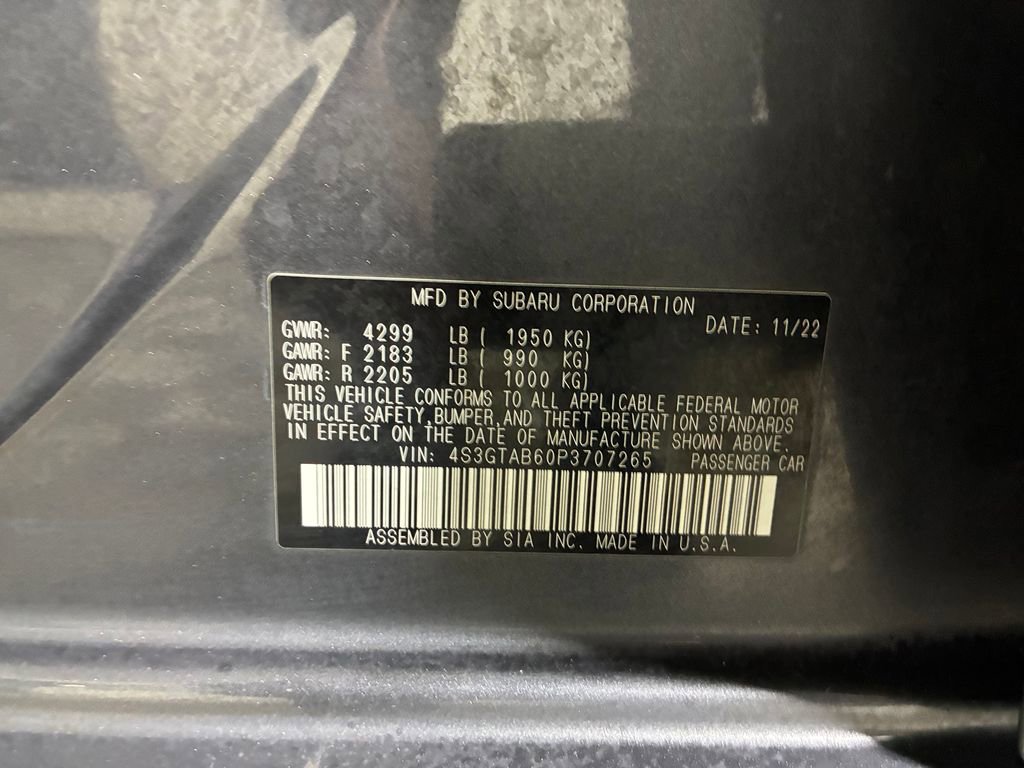 MFD BY SUBARU CORPORATION
DATE: 11/22
GVWR: 4299 LB ( 1950 KG)
GAWR: F 2183 LB ( 990 KG)
GAWR: R 2205 LB ( 1000 KG)
THIS VEHICLE CONFORMS TO ALL APPLICABLE FEDERAL MOTOR
VEHICLE SAFETY, BUMPER, AND THEFT PREVENTION STANDARDS
IN EFFECT ON THE DATE OF MANUFACTURE SHOWN ABOVE.
VIN: 4S3GTAB60P3707265 PASSENGER CAR
ASSEMBLED BY SIA INC. MADE IN U.S.A.